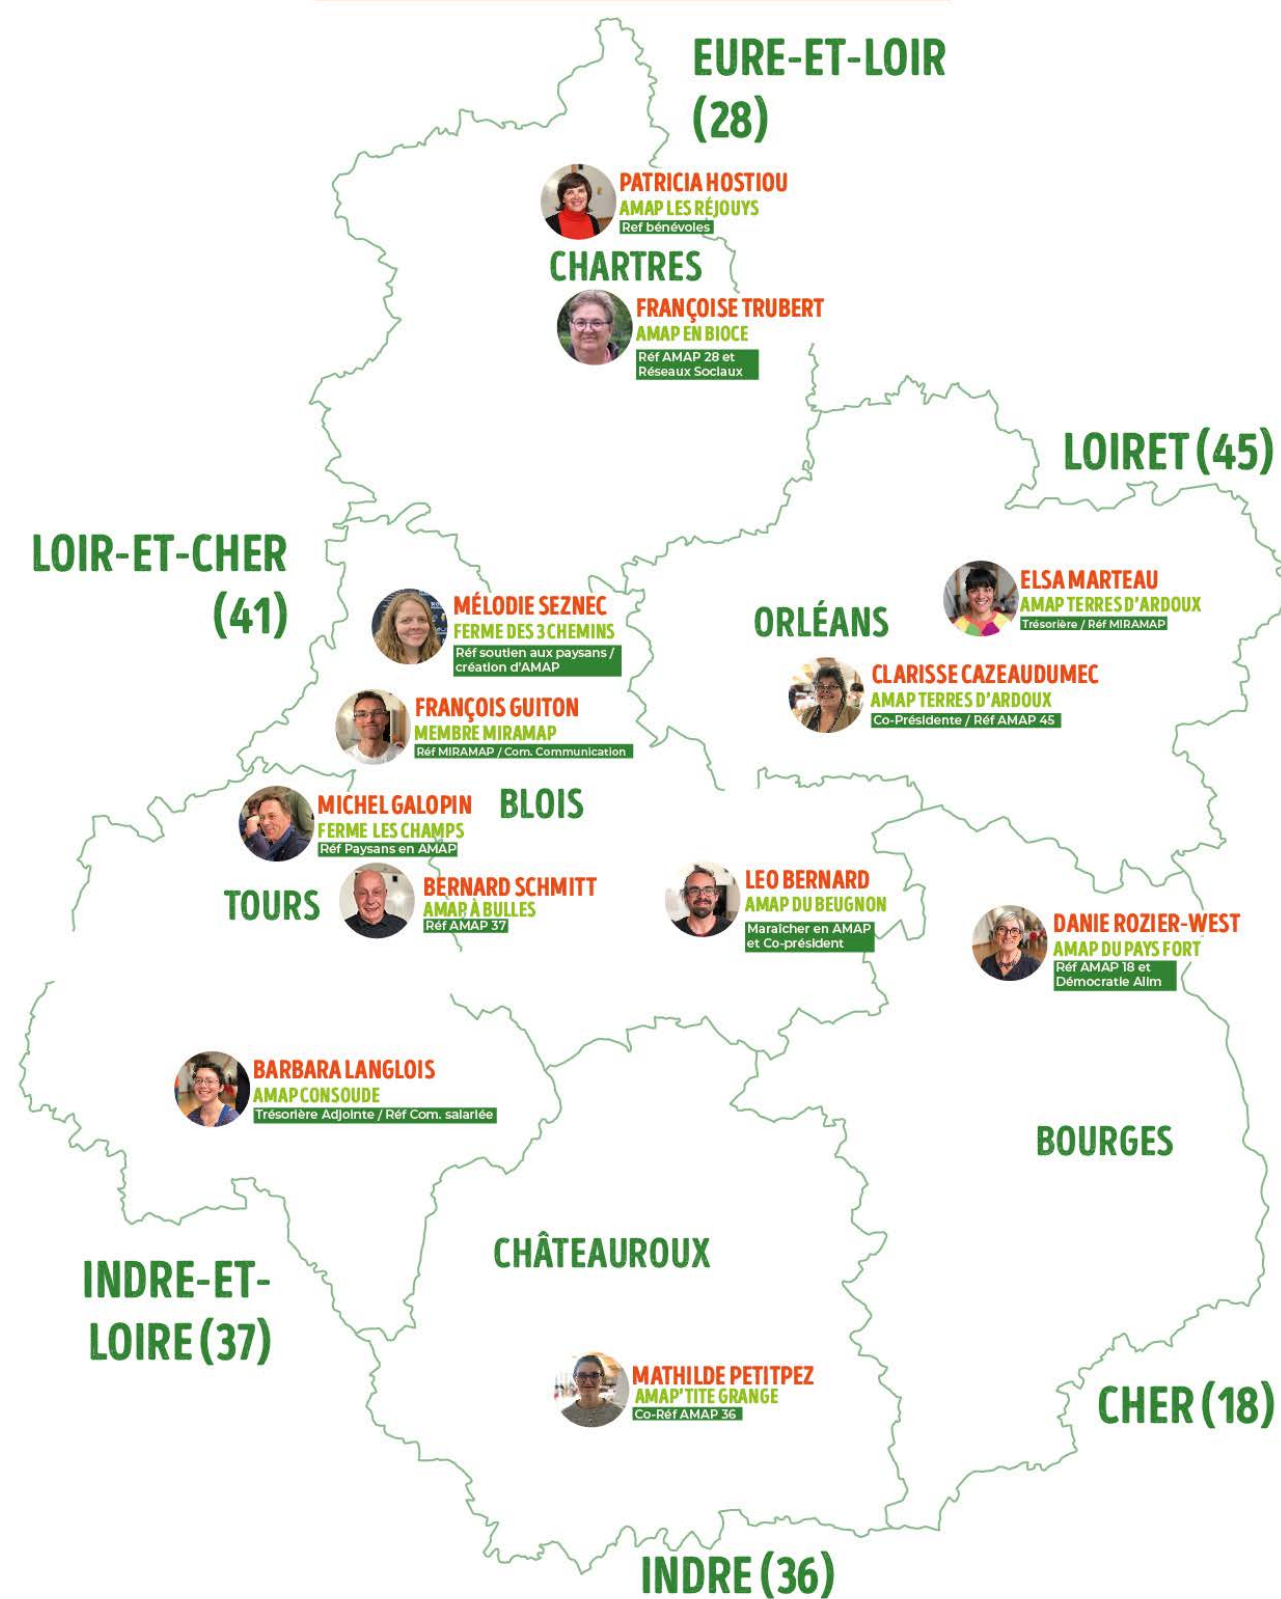 EURE-ET-LOIR
(28)
PATRICIA HOSTIOU
AMAP LES RÉJOUYS
Ref bénévoles
CHARTRES
FRANÇOISE TRUBERT
AMAP EN BIOCE
Réf AMAP 28 et
Réseaux Sociaux
LOIRET (45)
LOIR-ET-CHER
(41)
MÉLODIE SEZNEC
FERME DES 3 CHEMINS
Réf soutien aux paysans /
création d'AMAP
ORLÉANS
ELSA MARTEAU
AMAP TERRES D'ARDOUX
Trésorière / Réf MIRAMAP
CLARISSE CAZEAUDUMEC
AMAP TERRES D'ARDOUX
Co-Présidente / Réf AMAP 45
FRANÇOIS GUITON
MEMBRE MIRAMAP
Réf MIRAMAP / Com. Communication
MICHEL GALOPIN
FERME LES CHAMPS
Réf Paysans en AMAP
BLOIS
TOURS
BERNARD SCHMITT
AMAP À BULLES
Réf AMAP 37
LEO BERNARD
AMAP DU BEUGNON
Maraîcher en AMAP
et Co-président
DANIE ROZIER-WEST
AMAP DU PAYS FORT
Réf AMAP 18 et
Démocratie Alim
BARBARA LANGLOIS
AMAP CONSOUDE
Trésorière Adjointe / Réf Com. salariée
BOURGES
CHÂTEAUROUX
INDRE-ET-
LOIRE (37)
MATHILDE PETITPEZ
AMAP'TITE GRANGE
Co-Réf AMAP 36
CHER (18)
INDRE (36)